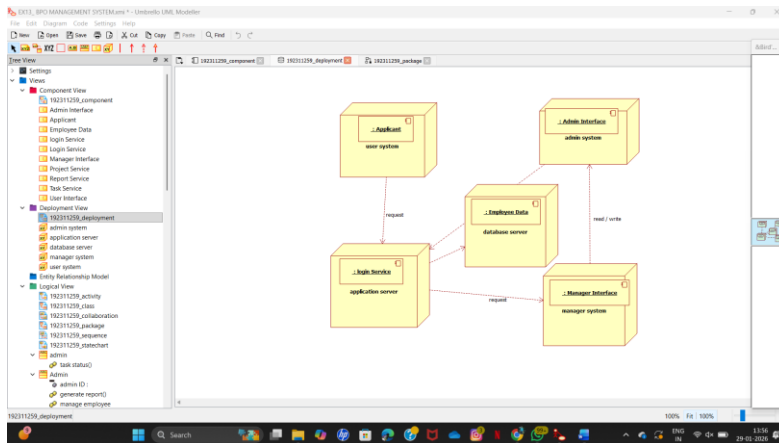 EX13_ BPO MANAGEMENT SYSTEM.xmi * - Umbrello UML Modeller
File Edit Diagram Code Settings Help
New Open Save Cut Copy Paste Find
XYZ
Tree View
192311259_component 192311259_deployment 192311259_package
Settings
Views
Component View
192311259_component
Admin Interface
Applicant
Employee Data
login Service
Login Service
Manager Interface
Project Service
Report Service
Task Service
User Interface
Deployment View
192311259_deployment
admin system
application server
database server
manager system
user system
Entity Relationship Model
Logical View
192311259_activity
192311259_class
192311259_collaboration
192311259_package
192311259_sequence
192311259_statechart
admin
task status()
Admin
admin ID :
generate report()
manage employee
: Applicant
user system
: Admin Interface
admin system
request
: Employee Data
database server
read / write
: login Service
application server
request
: Manager Interface
manager system
192311259_deployment
100% Fit 100%
Search
ENG
IN
13:56
29-01-2025